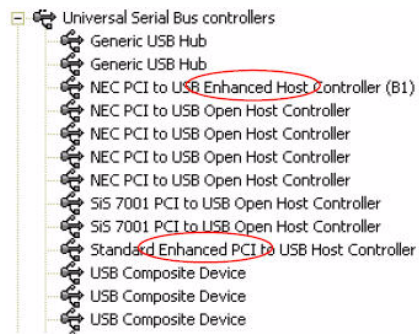 Universal Serial Bus controllers
Generic USB Hub
Generic USB Hub
NEC PCI to USB Enhanced Host Controller (B1)
NEC PCI to USB Open Host Controller
NEC PCI to USB Open Host Controller
NEC PCI to USB Open Host Controller
NEC PCI to USB Open Host Controller
SiS 7001 PCI to USB Open Host Controller
SiS 7001 PCI to USB Open Host Controller
Standard Enhanced PCI to USB Host Controller
USB Composite Device
USB Composite Device
USB Composite Device